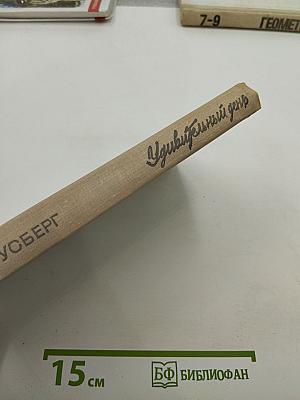 7-9 ГЕОМЕТ
Удивительный день
УСБЕРГ
15 см
БФ БИБЛИОФАН